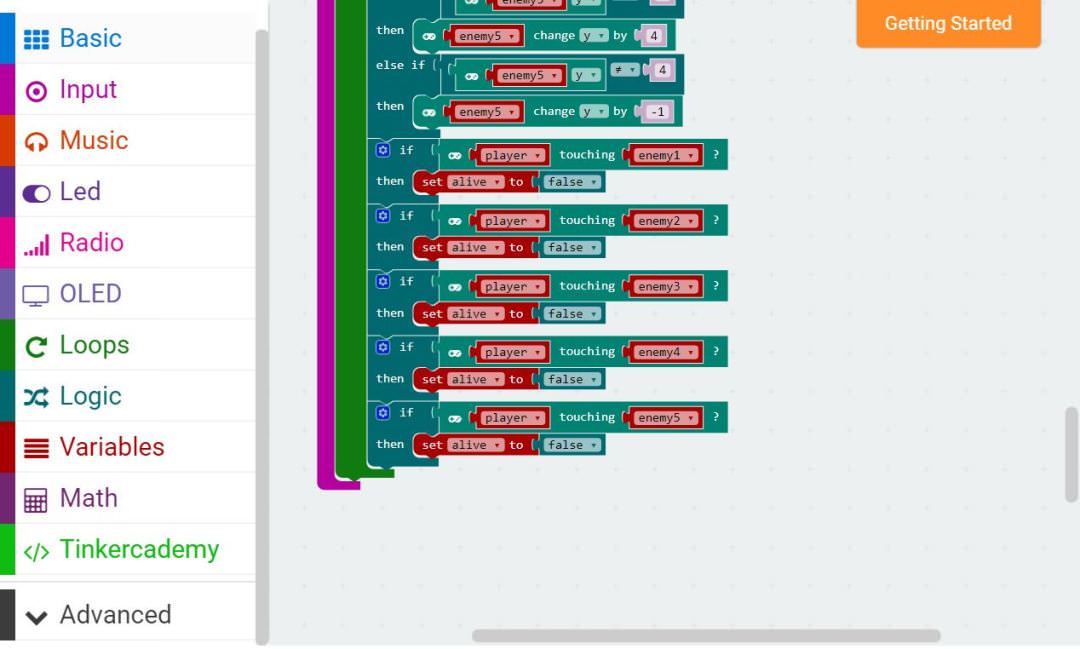 Basic
Input
Music
Led
Radio
OLED
Loops
Logic
Variables
Math
Tinkercademy
Advanced
Getting Started
enemy5 y
then enemy5 change y by 4
else if enemy5 y ≠ 4
then enemy5 change y by -1
if player touching enemy1 ?
then set alive to false
if player touching enemy2 ?
then set alive to false
if player touching enemy3 ?
then set alive to false
if player touching enemy4 ?
then set alive to false
if player touching enemy5 ?
then set alive to false